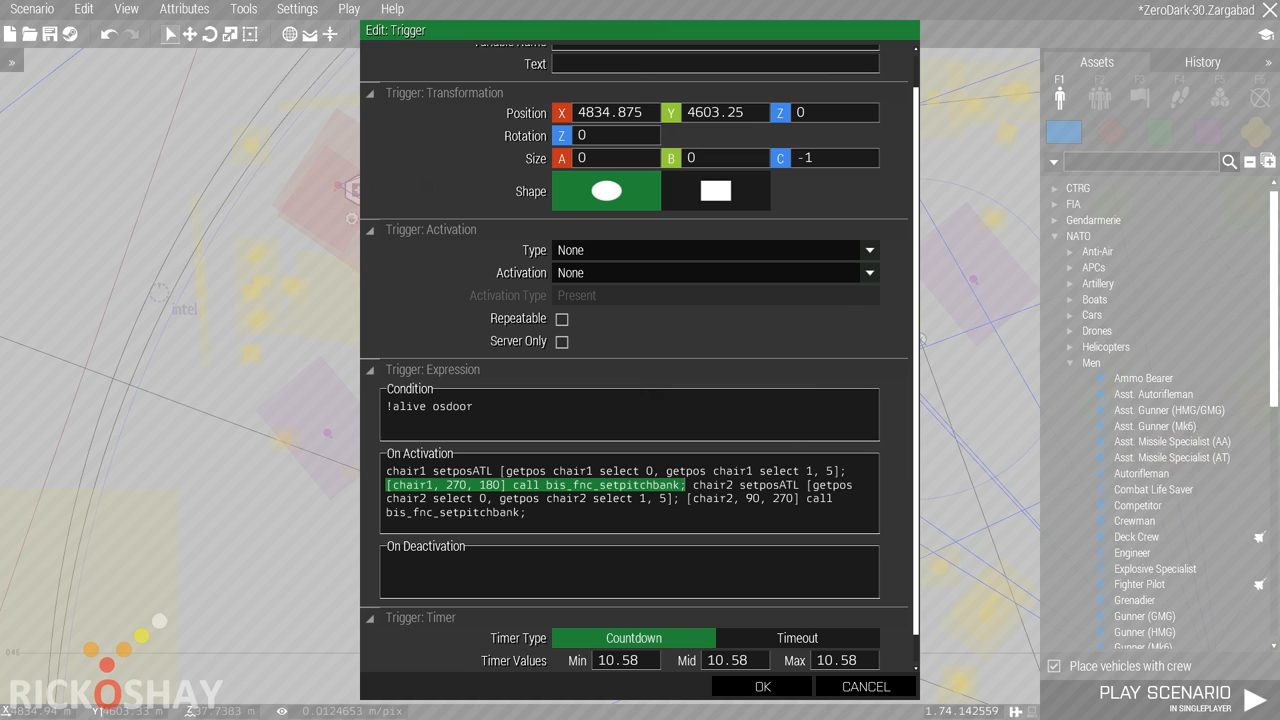 Scenario Edit View Attributes Tools Settings Play Help
*ZeroDark-30.Zargabad
Edit: Trigger
Text
Trigger: Transformation
Position X 4834.875 Y 4603.25 Z 0
Rotation Z 0
Size A 0 B 0 C -1
Shape
Trigger: Activation
Type None
Activation None
Activation Type Present
Repeatable
Server Only
Trigger: Expression
Condition
!alive osdoor
On Activation
chair1 setposATL [getpos chair1 select 0, getpos chair1 select 1, 5];
[chair1, 270, 180] call bis_fnc_setpitchbank; chair2 setposATL [getpos
chair2 select 0, getpos chair2 select 1, 5]; [chair2, 90, 270] call
bis_fnc_setpitchbank;
On Deactivation
Trigger: Timer
Timer Type Countdown Timeout
Timer Values Min 10.58 Mid 10.58 Max 10.58
OK CANCEL
intel
046
RICKOSHAY
0.0124653 m/pix
1.74.142559
Assets History
F1 F2 F3 F4 F5 F6
CTRG
FIA
Gendarmerie
NATO
Anti-Air
APCs
Artillery
Boats
Cars
Drones
Helicopters
Men
Ammo Bearer
Asst. Autorifleman
Asst. Gunner (HMG/GMG)
Asst. Gunner (Mk6)
Asst. Missile Specialist (AA)
Asst. Missile Specialist (AT)
Autorifleman
Combat Life Saver
Competitor
Crewman
Deck Crew
Engineer
Explosive Specialist
Fighter Pilot
Grenadier
Gunner (GMG)
Gunner (HMG)
Gunner (Mk6)
Place vehicles with crew
PLAY SCENARIO
IN SINGLEPLAYER